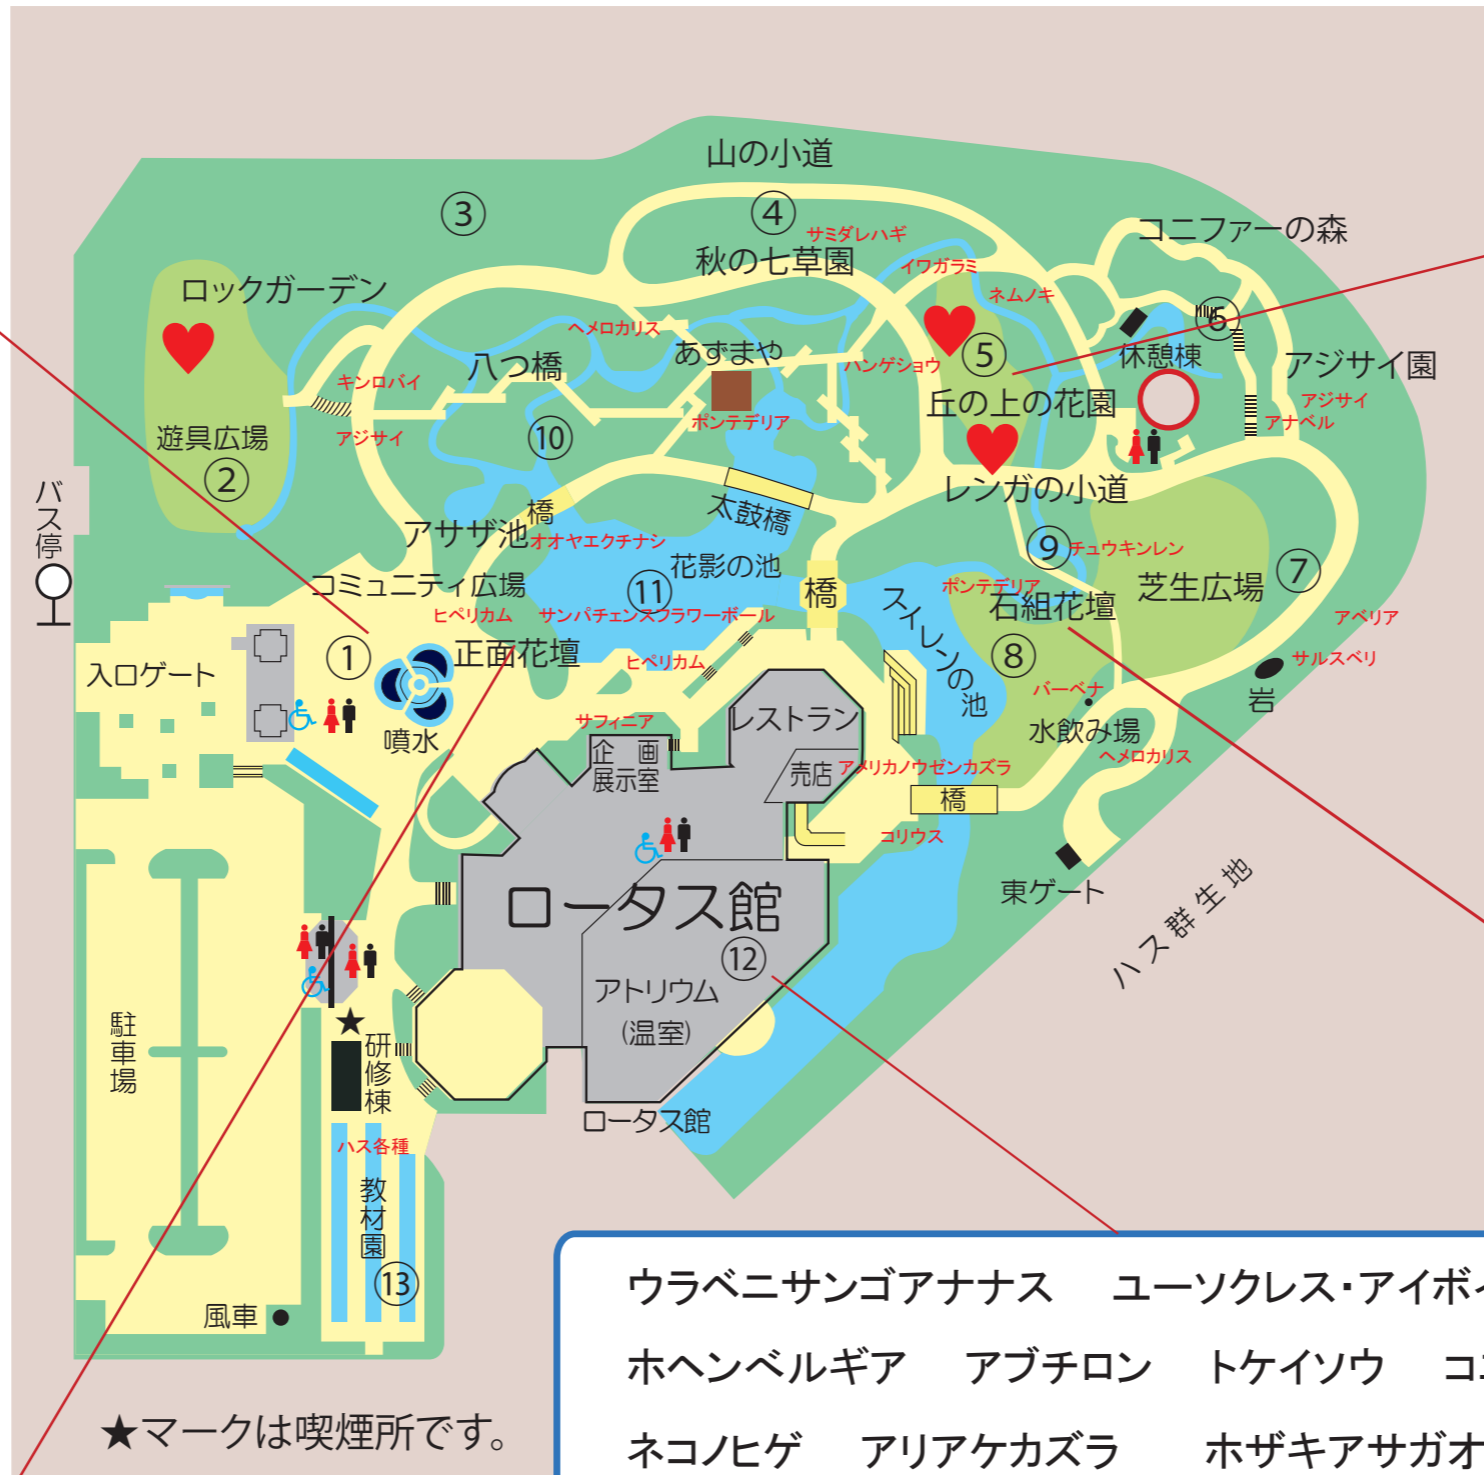 山の小道
③
④
サミダレハギ
コニファーの森
秋の七草園
イワガラミ
ロックガーデン
ネムノキ
⑥
ヘメロカリス
あずまや
⑤
休憩棟
八つ橋
ハンゲショウ
アジサイ園
キンロバイ
丘の上の花園
アジサイ
ポンテデリア
アナベル
アジサイ
⑩
遊具広場
②
レンガの小道
バス停
橋
太鼓橋
アサザ池
オオヤエクチナシ
⑨
チュウキンレン
花影の池
⑦
コミュニティ広場
⑪
橋
ポンテデリア
芝生広場
ヒペリカム
サンパチェンスフラワーボール
スイレンの池
石組花壇
アベリア
①
正面花壇
⑧
ヒペリカム
サルスベリ
入口ゲート
バーベナ
岩
サフィニア
レストラン
水飲み場
噴水
企画
展示室
売店
アメリカノウゼンカズラ
ヘメロカリス
橋
コリウス
東ゲート
ロータス館
ハス群生地
⑫
アトリウム
(温室)
駐車場
★
研修棟
ロータス館
ハス各種
教材園
⑬
風車
ウラベニサンゴアナナス ユーソクレス・アイボ
ホヘンベルギア アブチロン トケイソウ コ
★マークは喫煙所です。
ネコノヒゲ アリアケカズラ ホザキアサガオ